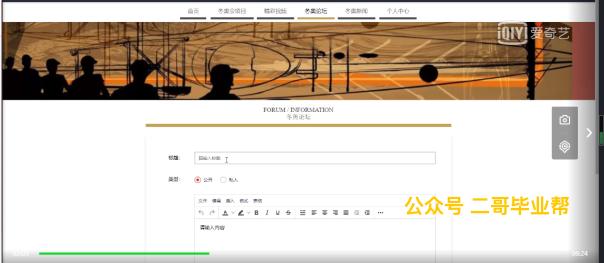 首页 冬奥会项目 精彩视频 冬奥论坛 冬奥新闻 个人中心
iQIYI 爱奇艺
FORUM / INFORMATION
冬奥论坛
标题:
请输入标题
类型:
公开 私人
文件 编辑 插入 格式 表格
A B I U S
请输入内容
公众号 二哥毕业帮